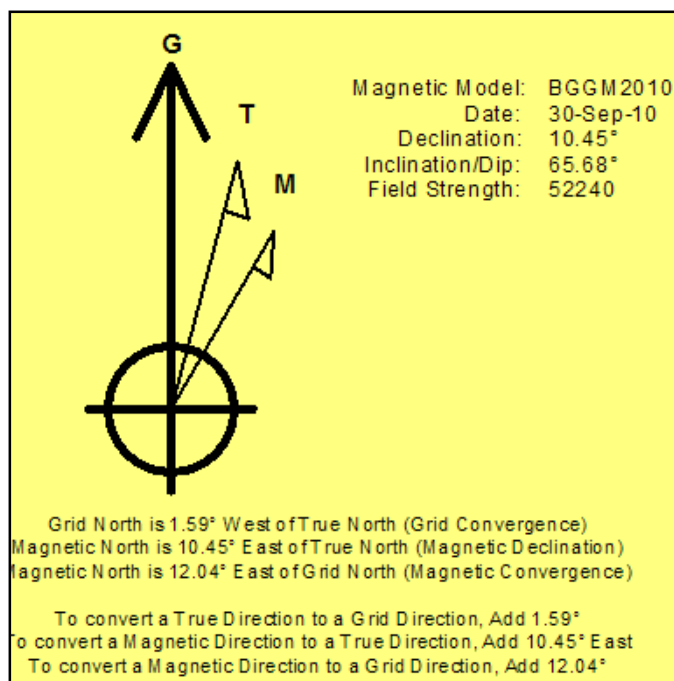 G
T
M
Magnetic Model: BGGM2010
Date: 30-Sep-10
Declination: 10.45°
Inclination/Dip: 65.68°
Field Strength: 52240
Grid North is 1.59° West of True North (Grid Convergence)
Magnetic North is 10.45° East of True North (Magnetic Declination)
Magnetic North is 12.04° East of Grid North (Magnetic Convergence)
To convert a True Direction to a Grid Direction, Add 1.59°
To convert a Magnetic Direction to a True Direction, Add 10.45° East
To convert a Magnetic Direction to a Grid Direction, Add 12.04°